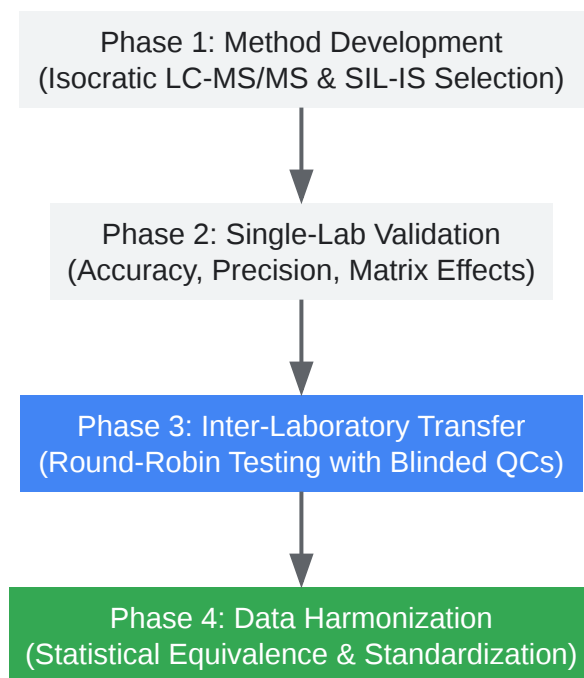 Phase 1: Method Development
(Isocratic LC-MS/MS & SIL-IS Selection)
Phase 2: Single-Lab Validation
(Accuracy, Precision, Matrix Effects)
Phase 3: Inter-Laboratory Transfer
(Round-Robin Testing with Blinded QCs)
Phase 4: Data Harmonization
(Statistical Equivalence & Standardization)